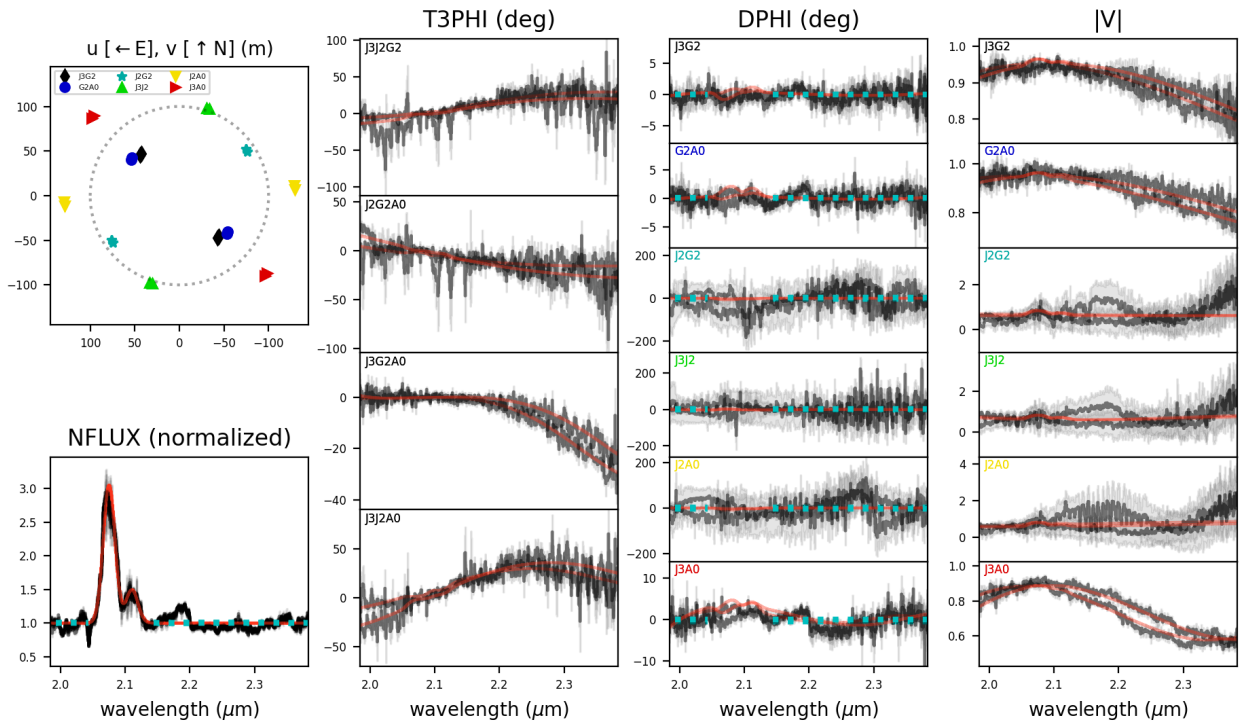 T3PHI (deg)
DPHI (deg)
|V|
u [←E], v [↑N] (m)
J3G2
J2G2
J2A0
G2A0
J3J2
J3A0
100
50
0
−50
−100
100
50
0
−50
−100
NFLUX (normalized)
3.0
2.5
2.0
1.5
1.0
0.5
2.0
2.1
2.2
2.3
wavelength (μm)
J3J2G2
100
50
0
−50
−100
J2G2A0
50
0
−50
−100
J3G2A0
0
−20
−40
J3J2A0
50
0
−50
2.0
2.1
2.2
2.3
wavelength (μm)
J3G2
5
0
−5
G2A0
5
0
−5
J2G2
200
0
−200
J3J2
200
0
−200
J2A0
200
0
−200
J3A0
10
0
−10
2.0
2.1
2.2
2.3
wavelength (μm)
J3G2
1.0
0.9
0.8
G2A0
1.0
0.8
J2G2
2
0
J3J2
2
0
J2A0
4
2
0
J3A0
1.0
0.8
0.6
2.0
2.1
2.2
2.3
wavelength (μm)